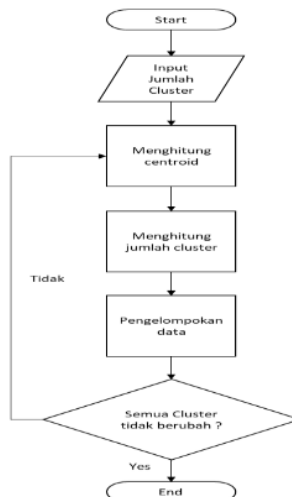 Start
Input
Jumlah
Cluster
Menghitung
centroid
Menghitung
jumlah cluster
Tidak
Pengelompokan
data
Semua Cluster
tidak berubah ?
Yes
End